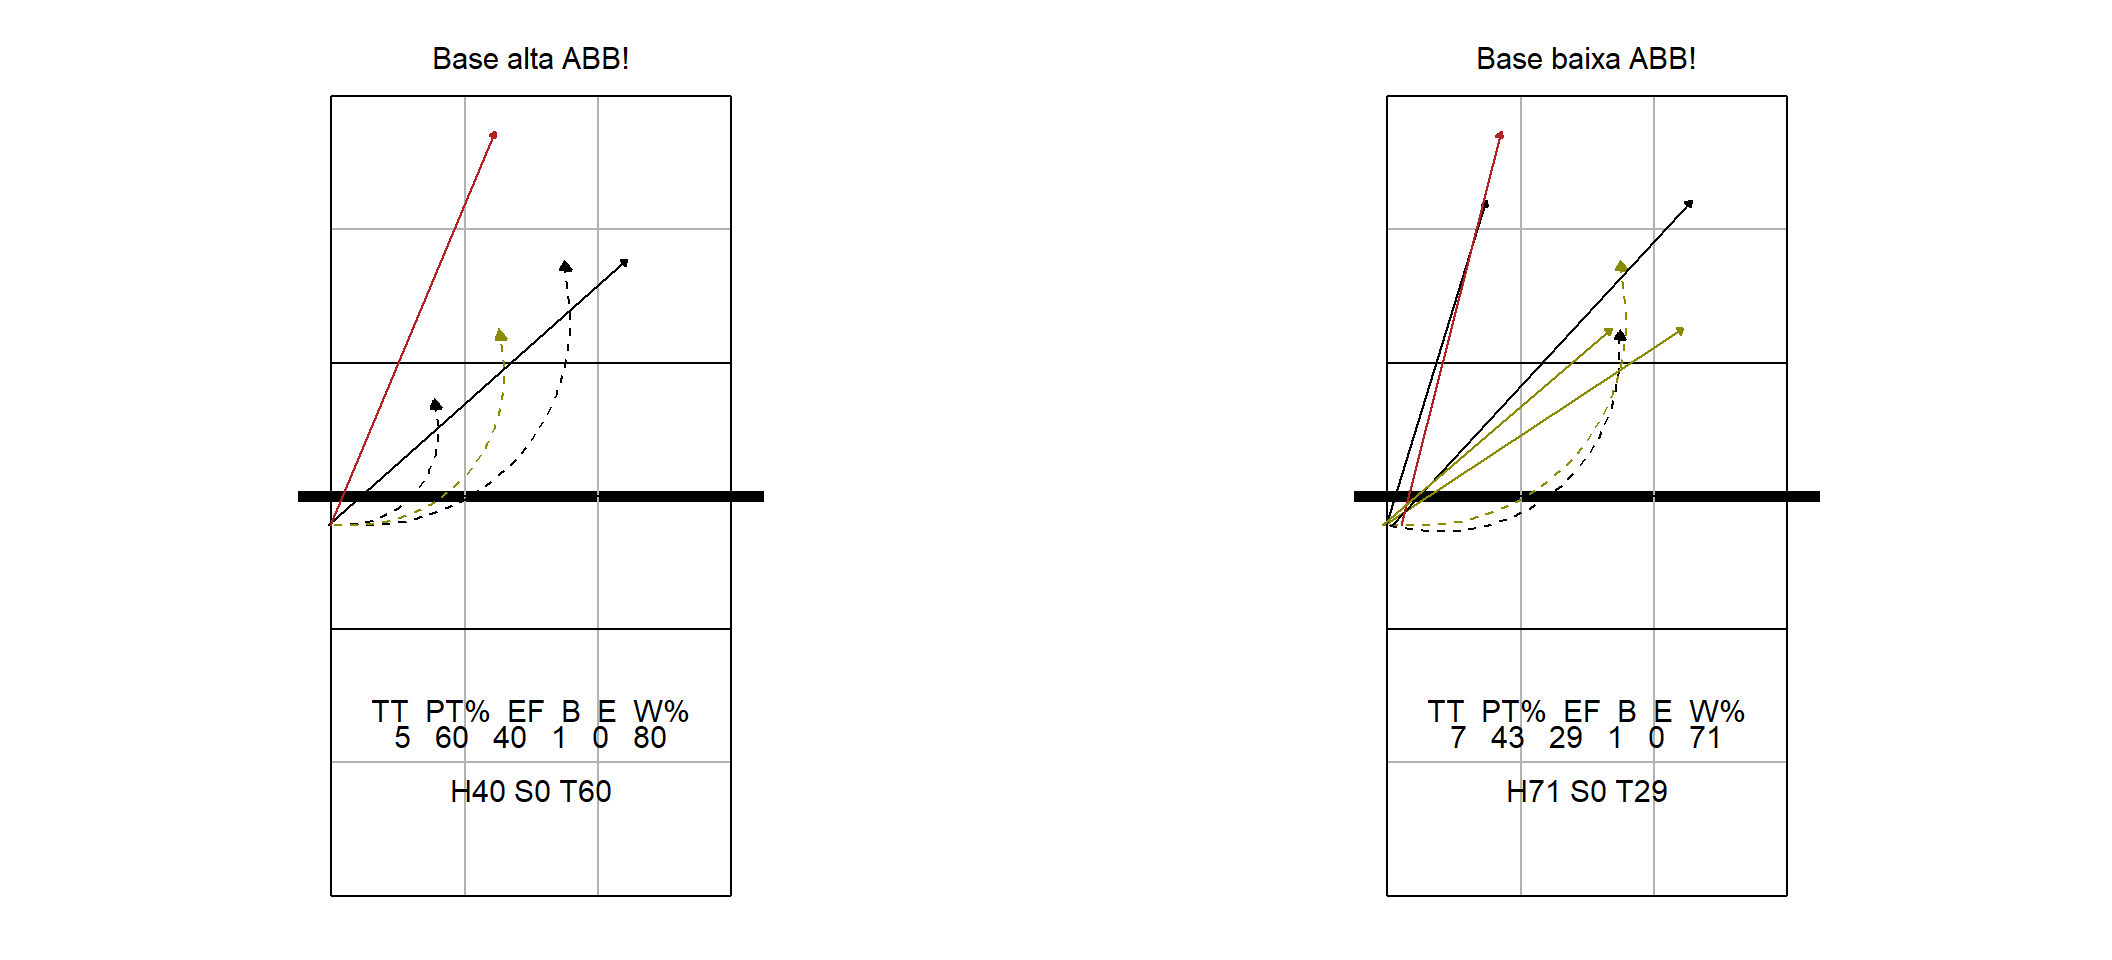 Base alta ABB!
TT PT% EF B E W%
5 60 40 1 0 80
H40 S0 T60
Base baixa ABB!
TT PT% EF B E W%
7 43 29 1 0 71
H71 S0 T29